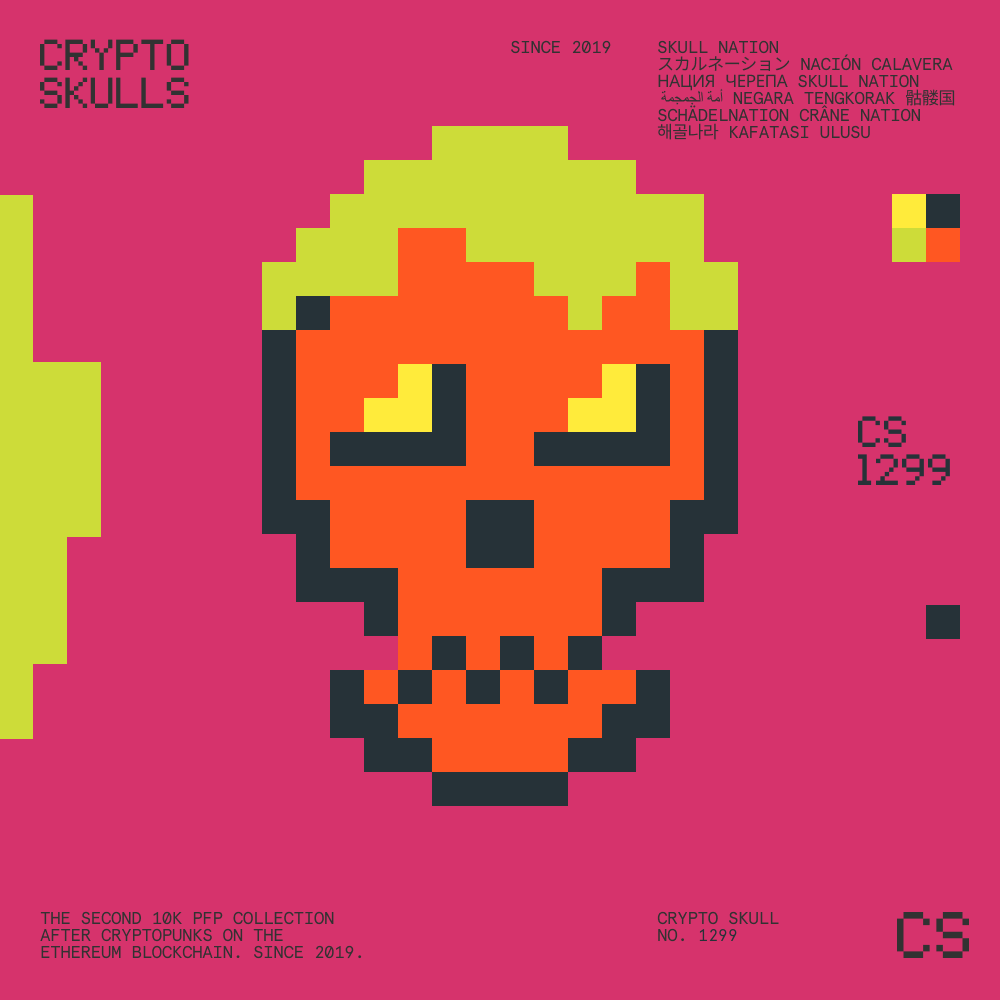 CRYPTO
SKULLS
SINCE 2019
SKULL NATION
スカルネーション NACIÓN CALAVERA
НАЦИЯ ЧЕРЕПА SKULL NATION
أمة الجمجمة NEGARA TENGKORAK 骷髅国
SCHÄDELNATION CRÂNE NATION
해골나라 KAFATASI ULUSU
CS
1299
THE SECOND 10K PFP COLLECTION
AFTER CRYPTOPUNKS ON THE
ETHEREUM BLOCKCHAIN. SINCE 2019.
CRYPTO SKULL
NO. 1299
CS